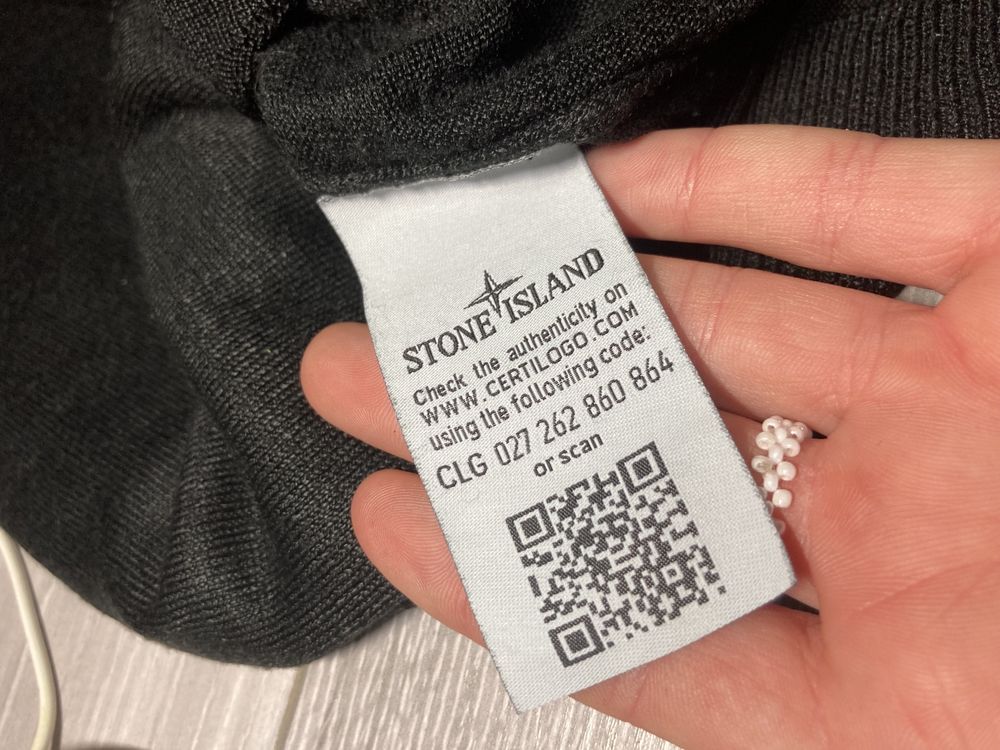 STONE ISLAND
Check the authenticity on
WWW.CERTILOGO.COM
using the following code:
CLG 027 262 860 864
or scan